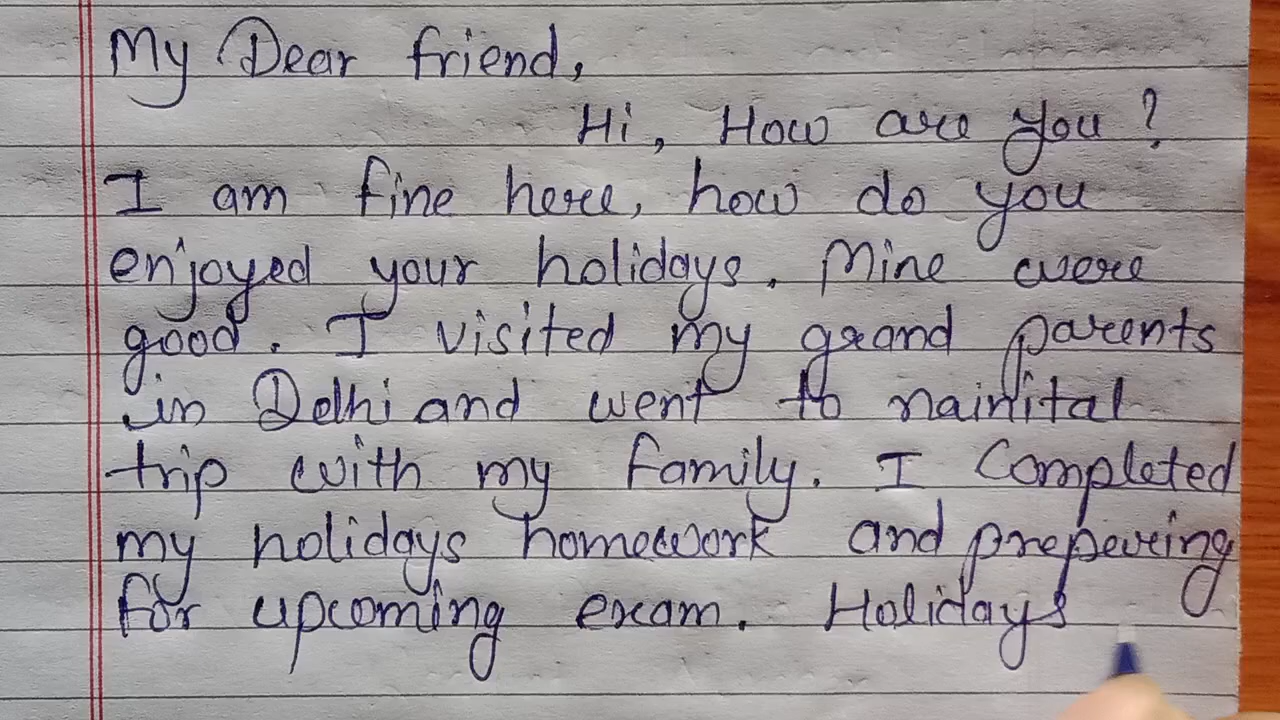 My Dear friend,
Hi, How are you ?
I am fine here, how do you
enjoyed your holidays. Mine were
good. I visited my grand parents
in Delhi and went to nainital
trip with my family. I Completed
my holidays homework and prepevring
for upcoming exam. Holidays